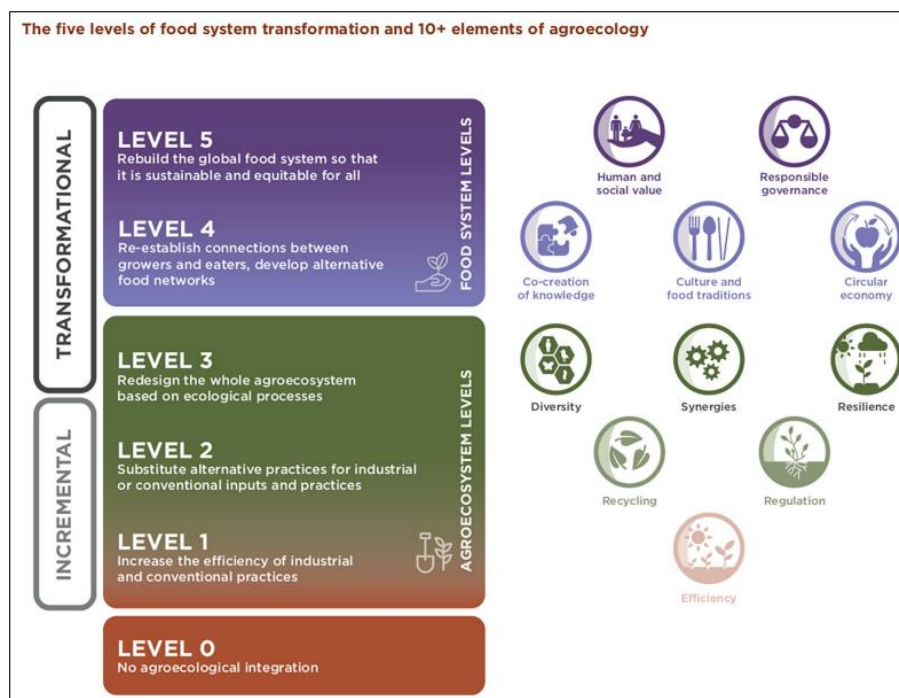 The five levels of food system transformation and 10+ elements of agroecology
TRANSFORMATIONAL
INCREMENTAL
LEVEL 5
Rebuild the global food system so that
it is sustainable and equitable for all
LEVEL 4
Re-establish connections between
growers and eaters, develop alternative
food networks
FOOD SYSTEM LEVELS
LEVEL 3
Redesign the whole agroecosystem
based on ecological processes
LEVEL 2
Substitute alternative practices for industrial
or conventional inputs and practices
LEVEL 1
Increase the efficiency of industrial
and conventional practices
AGROECOSYSTEM LEVELS
LEVEL 0
No agroecological integration
Human and
social value
Responsible
governance
Co-creation
of knowledge
Culture and
food traditions
Circular
economy
Diversity
Synergies
Resilience
Recycling
Regulation
Efficiency